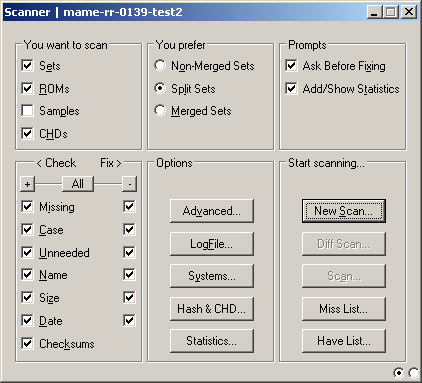 Scanner | mame-rr-0139-test2
You want to scan
Sets
ROMs
Samples
CHDs
You prefer
Non-Merged Sets
Split Sets
Merged Sets
Prompts
Ask Before Fixing
Add/Show Statistics
< Check Fix >
+ All -
Missing
Case
Unneeded
Name
Size
Date
Checksums
Options
Advanced...
LogFile...
Systems...
Hash & CHD...
Statistics...
Start scanning...
New Scan...
Diff Scan...
Scan...
Miss List...
Have List...